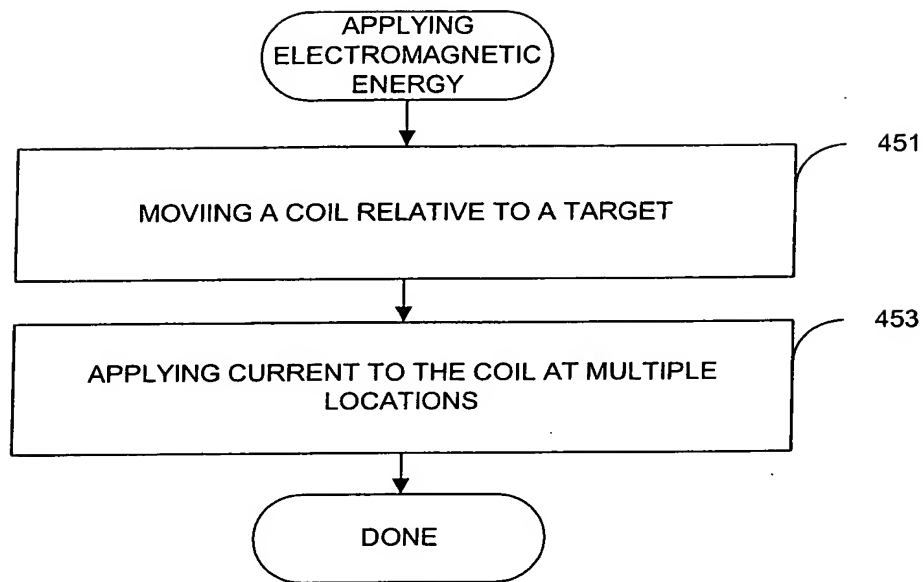 APPLYING
ELECTROMAGNETIC
ENERGY
451
MOVIING A COIL RELATIVE TO A TARGET
453
APPLYING CURRENT TO THE COIL AT MULTIPLE
LOCATIONS
DONE